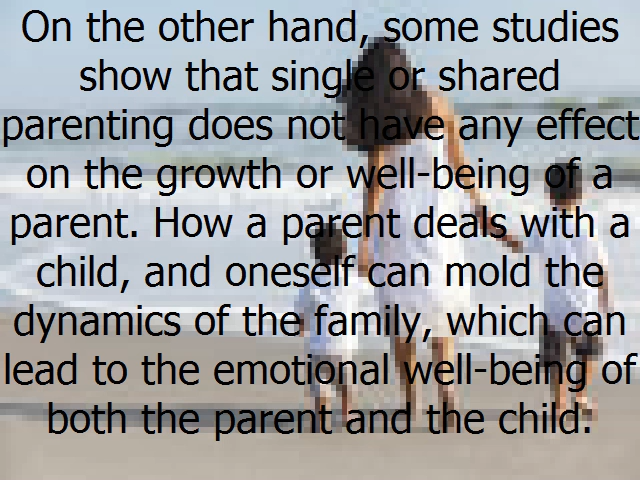 On the other hand, some studies
show that single or shared
parenting does not have any effect
on the growth or well-being of a
parent. How a parent deals with a
child, and oneself can mold the
dynamics of the family, which can
lead to the emotional well-being of
both the parent and the child.